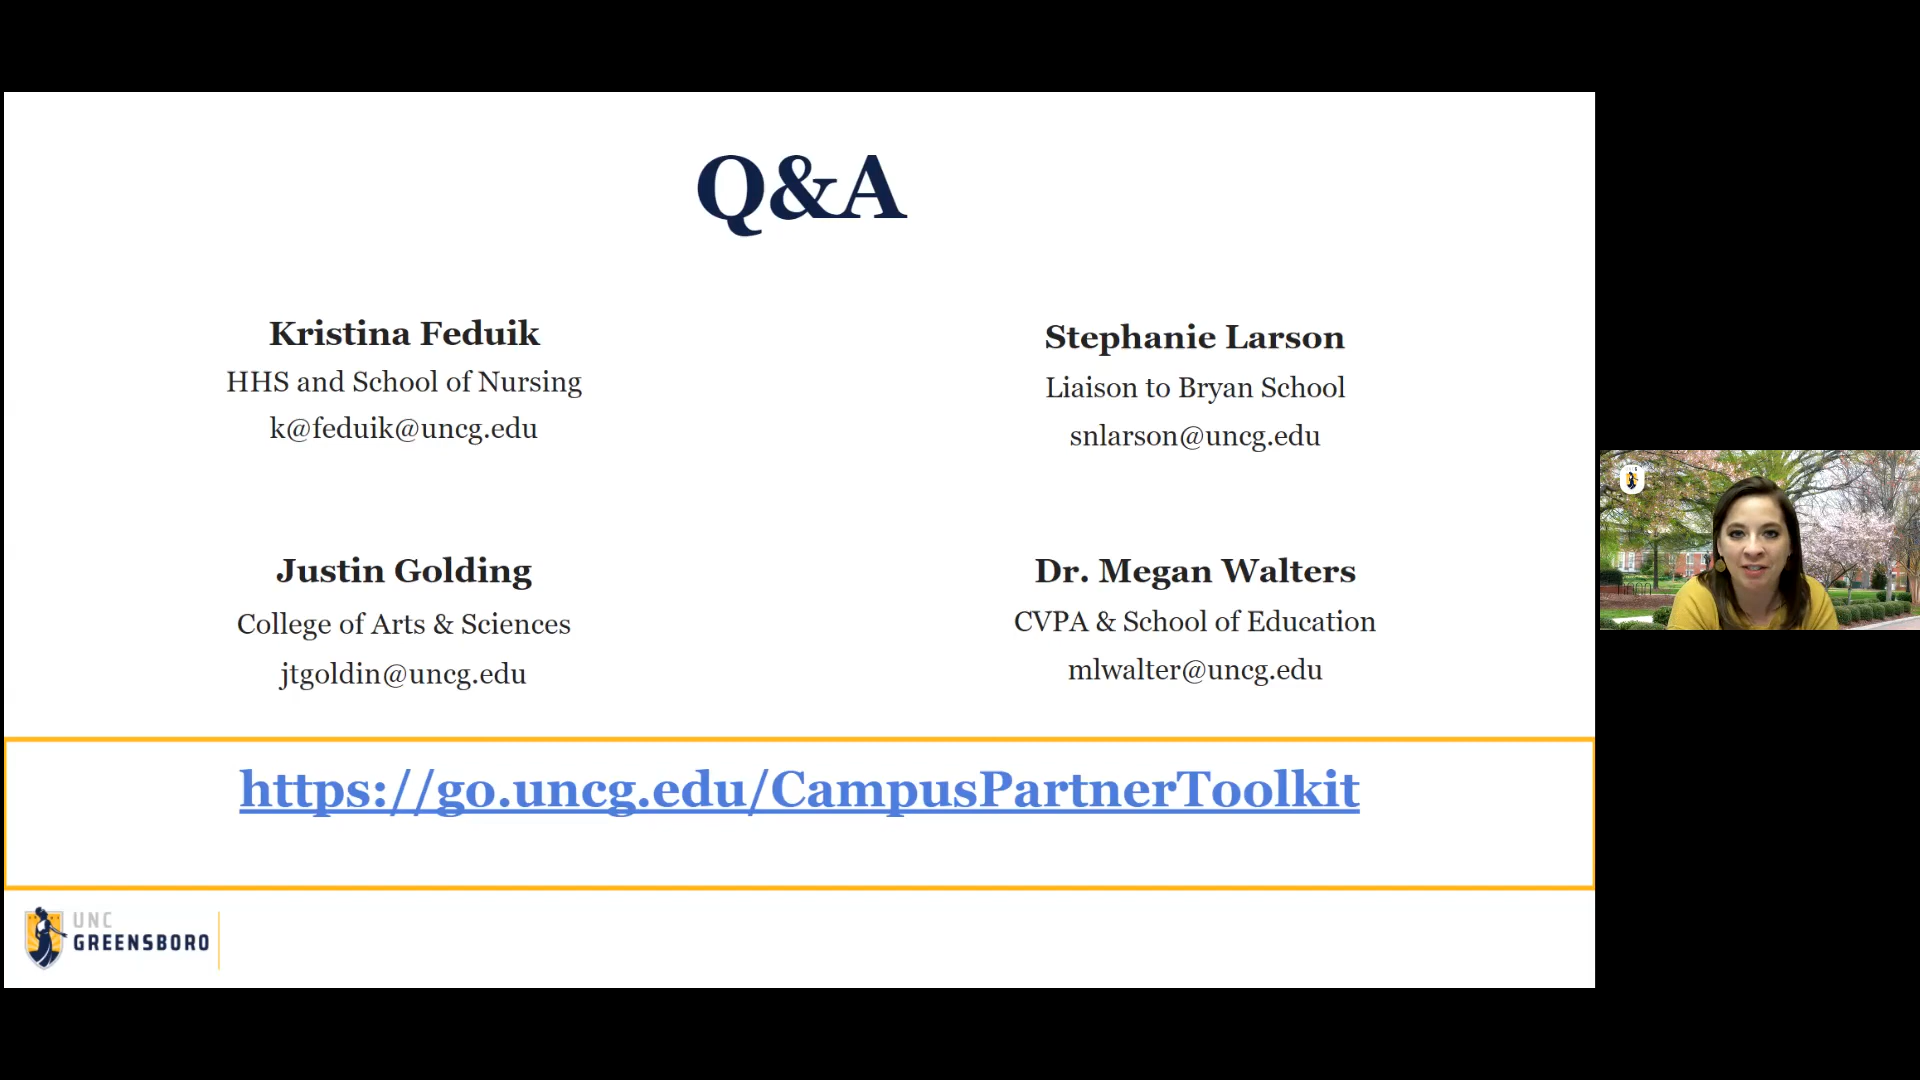 Q&A
Kristina Feduik
HHS and School of Nursing
k@feduik@uncg.edu
Stephanie Larson
Liaison to Bryan School
snlarson@uncg.edu
Justin Golding
College of Arts & Sciences
jtgoldin@uncg.edu
Dr. Megan Walters
CVPA & School of Education
mlwalter@uncg.edu
https://go.uncg.edu/CampusPartnerToolkit
UNC
GREENSBORO